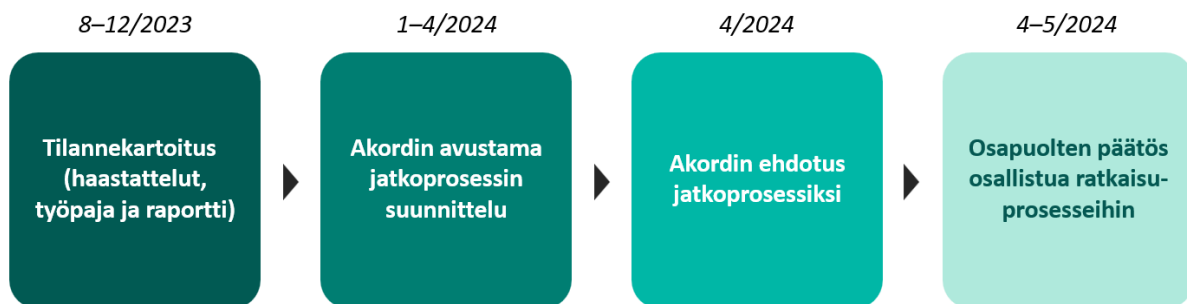 8–12/2023
1–4/2024
4/2024
4–5/2024
Tilannekartoitus
(haastattelut,
työpaja ja raportti)
Akordin avustama
jatkoprosessin
suunnittelu
Akordin ehdotus
jatkoprosessiksi
Osapuolten päätös
osallistua ratkaisu-
prosesseihin